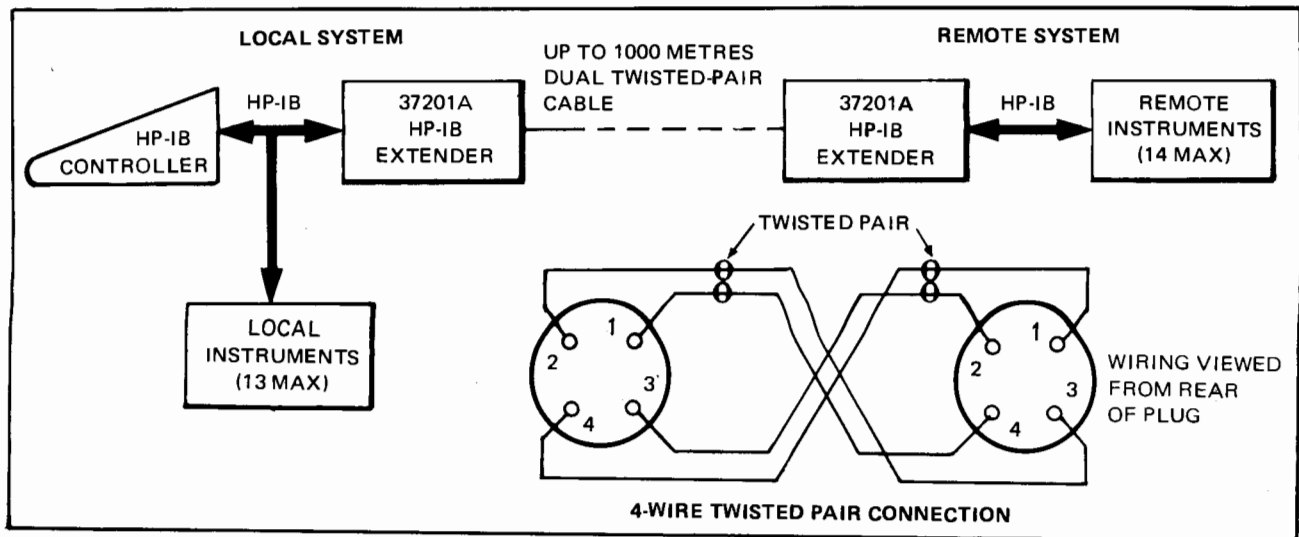 LOCAL SYSTEM
HP-IB
CONTROLLER
HP-IB
37201A
HP-IB
EXTENDER
LOCAL
INSTRUMENTS
(13 MAX)
UP TO 1000 METRES
DUAL TWISTED-PAIR
CABLE
REMOTE SYSTEM
37201A
HP-IB
EXTENDER
HP-IB
REMOTE
INSTRUMENTS
(14 MAX)
TWISTED PAIR
1
2
3
4
1
2
3
4
WIRING VIEWED
FROM REAR
OF PLUG
4-WIRE TWISTED PAIR CONNECTION